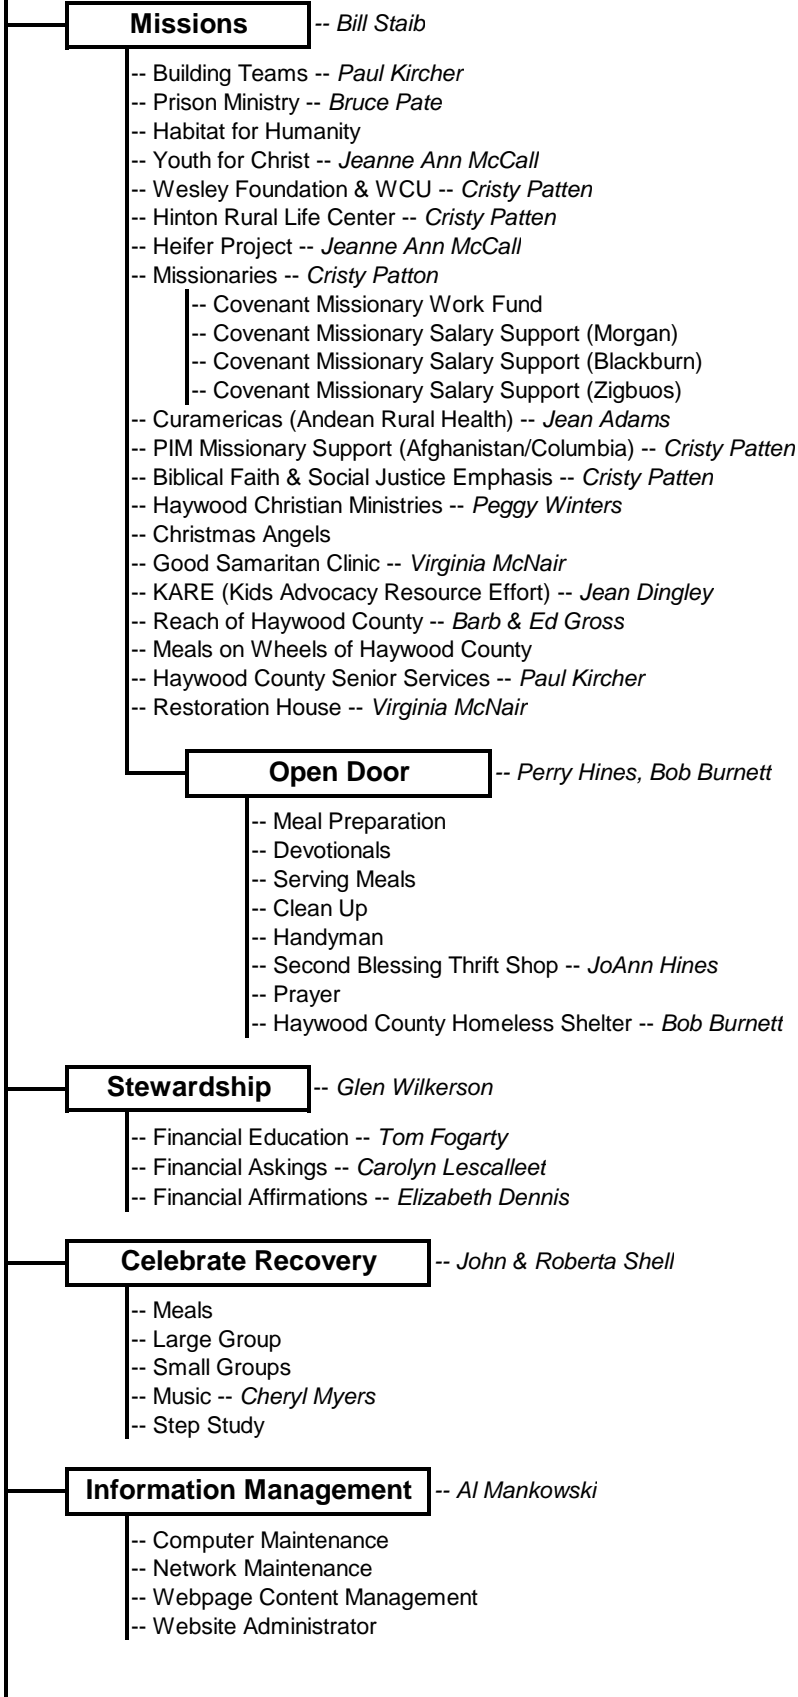 Missions -- Bill Staib
-- Building Teams -- Paul Kircher
-- Prison Ministry -- Bruce Pate
-- Habitat for Humanity
-- Youth for Christ -- Jeanne Ann McCall
-- Wesley Foundation & WCU -- Cristy Patten
-- Hinton Rural Life Center -- Cristy Patten
-- Heifer Project -- Jeanne Ann McCall
-- Missionaries -- Cristy Patton
-- Covenant Missionary Work Fund
-- Covenant Missionary Salary Support (Morgan)
-- Covenant Missionary Salary Support (Blackburn)
-- Covenant Missionary Salary Support (Zigbuos)
-- Curamericas (Andean Rural Health) -- Jean Adams
-- PIM Missionary Support (Afghanistan/Columbia) -- Cristy Patten
-- Biblical Faith & Social Justice Emphasis -- Cristy Patten
-- Haywood Christian Ministries -- Peggy Winters
-- Christmas Angels
-- Good Samaritan Clinic -- Virginia McNair
-- KARE (Kids Advocacy Resource Effort) -- Jean Dingley
-- Reach of Haywood County -- Barb & Ed Gross
-- Meals on Wheels of Haywood County
-- Haywood County Senior Services -- Paul Kircher
-- Restoration House -- Virginia McNair
Open Door -- Perry Hines, Bob Burnett
-- Meal Preparation
-- Devotionals
-- Serving Meals
-- Clean Up
-- Handyman
-- Second Blessing Thrift Shop -- JoAnn Hines
-- Prayer
-- Haywood County Homeless Shelter -- Bob Burnett
Stewardship -- Glen Wilkerson
-- Financial Education -- Tom Fogarty
-- Financial Askings -- Carolyn Lescalleet
-- Financial Affirmations -- Elizabeth Dennis
Celebrate Recovery -- John & Roberta Shell
-- Meals
-- Large Group
-- Small Groups
-- Music -- Cheryl Myers
-- Step Study
Information Management -- Al Mankowski
-- Computer Maintenance
-- Network Maintenance
-- Webpage Content Management
-- Website Administrator